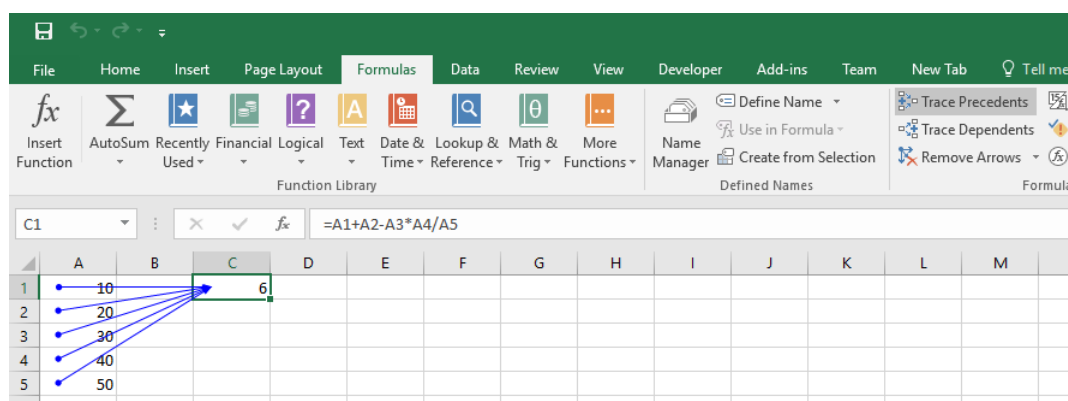 File Home Insert Page Layout Formulas Data Review View Developer Add-ins Team New Tab Tell me
fx Σ ? A θ Define Name Trace Precedents
Use in Formula Trace Dependents
Insert AutoSum Recently Financial Logical Text Date & Lookup & Math & More Name
Function Used Time Reference Trig Functions Manager Create from Selection Remove Arrows fx
Function Library Defined Names Formula
C1 fx =A1+A2-A3*A4/A5
A B C D E F G H I J K L M
1 10 6
2 20
3 30
4 40
5 50